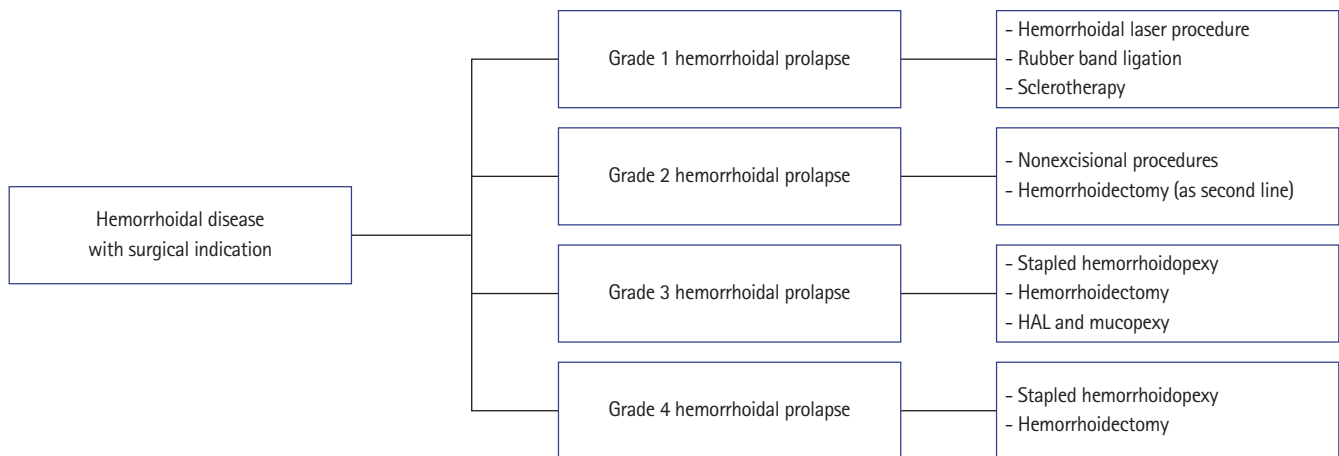 Hemorrhoidal disease
with surgical indication
Grade 1 hemorrhoidal prolapse
- Hemorrhoidal laser procedure
- Rubber band ligation
- Sclerotherapy
Grade 2 hemorrhoidal prolapse
- Nonexcisional procedures
- Hemorrhoidectomy (as second line)
Grade 3 hemorrhoidal prolapse
- Stapled hemorrhoidopexy
- Hemorrhoidectomy
- HAL and mucopexy
Grade 4 hemorrhoidal prolapse
- Stapled hemorrhoidopexy
- Hemorrhoidectomy